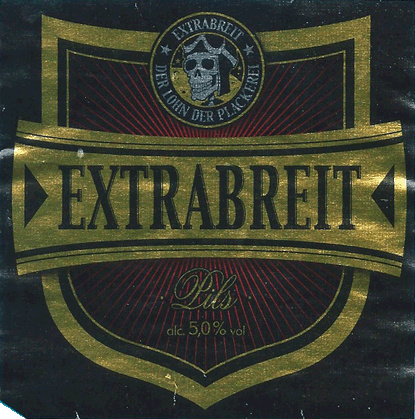 ★ EXTRABREIT ★
DER LOHN DER PLACKEREI
EXTRABREIT
Pils
alc. 5,0% vol